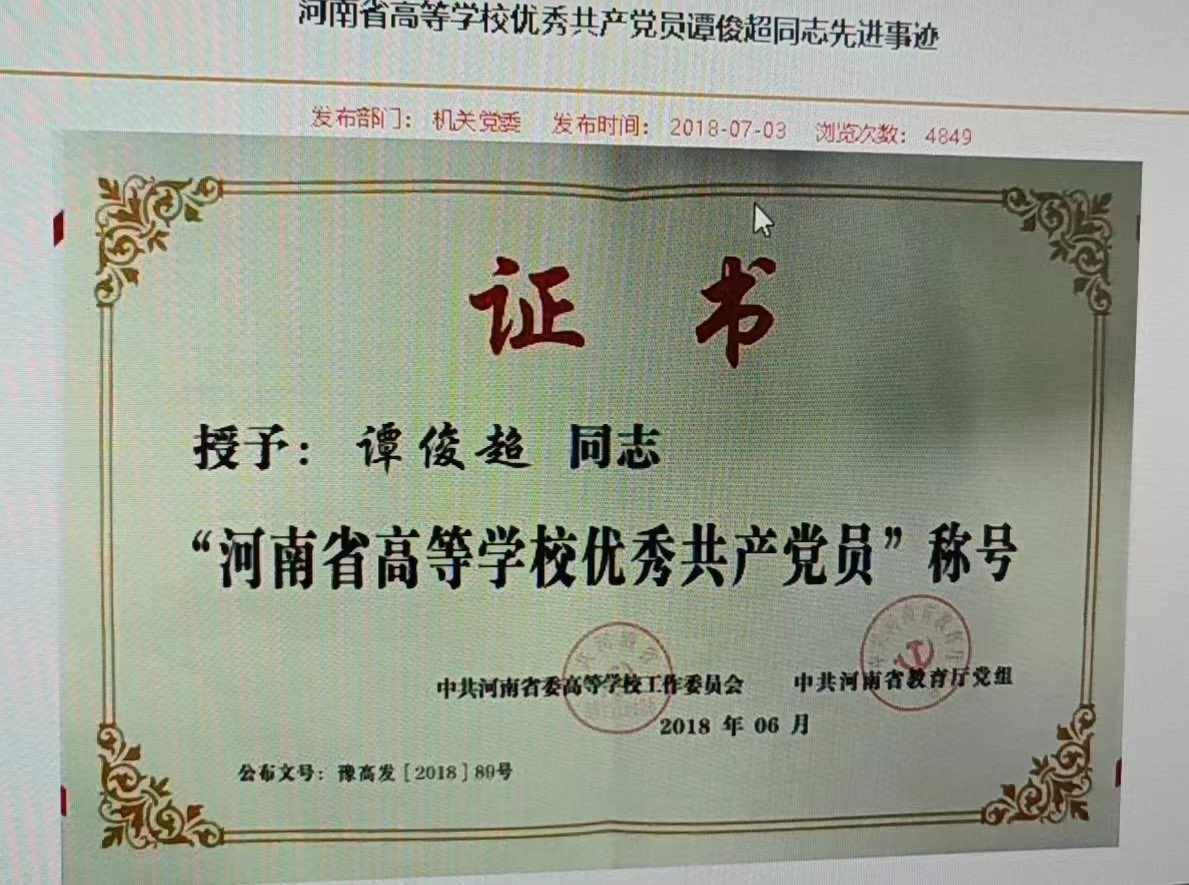 河南省高等学校优秀共产党员谭俊超同志先进事迹
发布部门： 机关党委 发布时间： 2018-07-03 浏览次数： 4849
证 书
授予： 谭俊超 同志
“河南省高等学校优秀共产党员”称号
中共河南省委高等学校工作委员会 中共河南省教育厅党组
2018 年 06 月
公布文号：豫高发［2018］89号